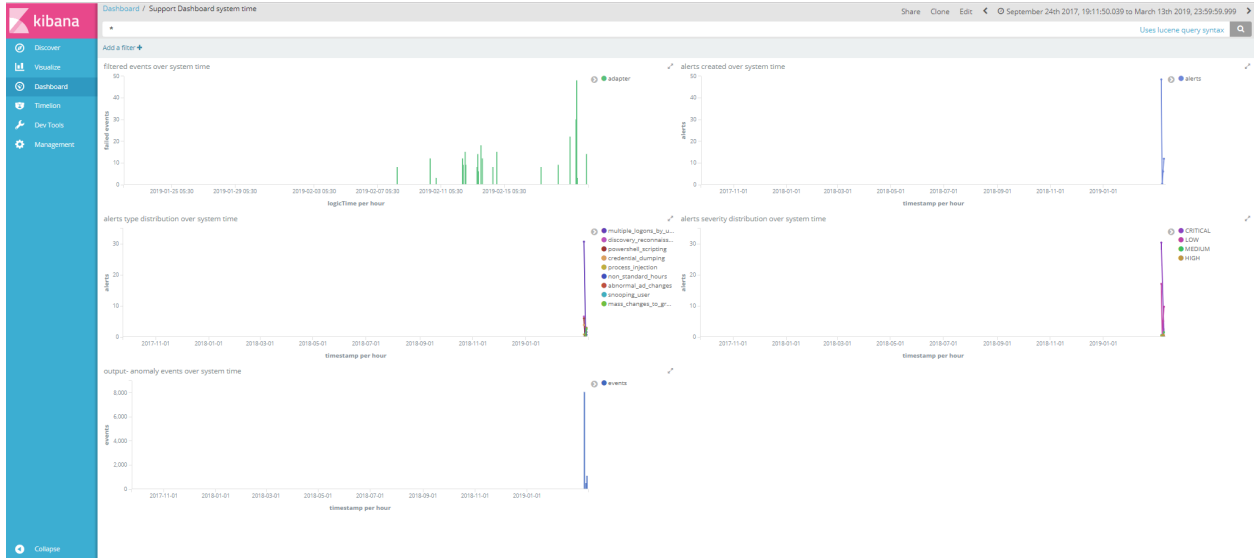 kibana
Discover
Visualize
Dashboard
Timelion
Dev Tools
Management
Collapse
Dashboard / Support Dashboard system time
Share Clone Edit September 24th 2017, 19:11:50.039 to March 13th 2019, 23:59:59.999
*
Uses lucene query syntax
Add a filter +
filtered events over system time
50
40
30
20
10
0
failed events
2019-01-25 05:30 2019-01-29 05:30 2019-02-03 05:30 2019-02-07 05:30 2019-02-11 05:30 2019-02-15 05:30
logicTime per hour
adapter
alerts created over system time
50
40
30
20
10
0
alerts
2017-11-01 2018-01-01 2018-03-01 2018-05-01 2018-07-01 2018-09-01 2018-11-01 2019-01-01
timestamp per hour
alerts
alerts type distribution over system time
30
20
10
0
alerts
2017-11-01 2018-01-01 2018-03-01 2018-05-01 2018-07-01 2018-09-01 2018-11-01 2019-01-01
timestamp per hour
multiple_logons_by_u...
discovery_reconnaiss...
powershell_scripting
credential_dumping
process_injection
non_standard_hours
abnormal_ad_changes
snooping_user
mass_changes_to_gr...
alerts severity distribution over system time
30
20
10
0
alerts
2017-11-01 2018-01-01 2018-03-01 2018-05-01 2018-07-01 2018-09-01 2018-11-01 2019-01-01
timestamp per hour
CRITICAL
LOW
MEDIUM
HIGH
output- anomaly events over system time
8,000
6,000
4,000
2,000
0
events
2017-11-01 2018-01-01 2018-03-01 2018-05-01 2018-07-01 2018-09-01 2018-11-01 2019-01-01
timestamp per hour
events